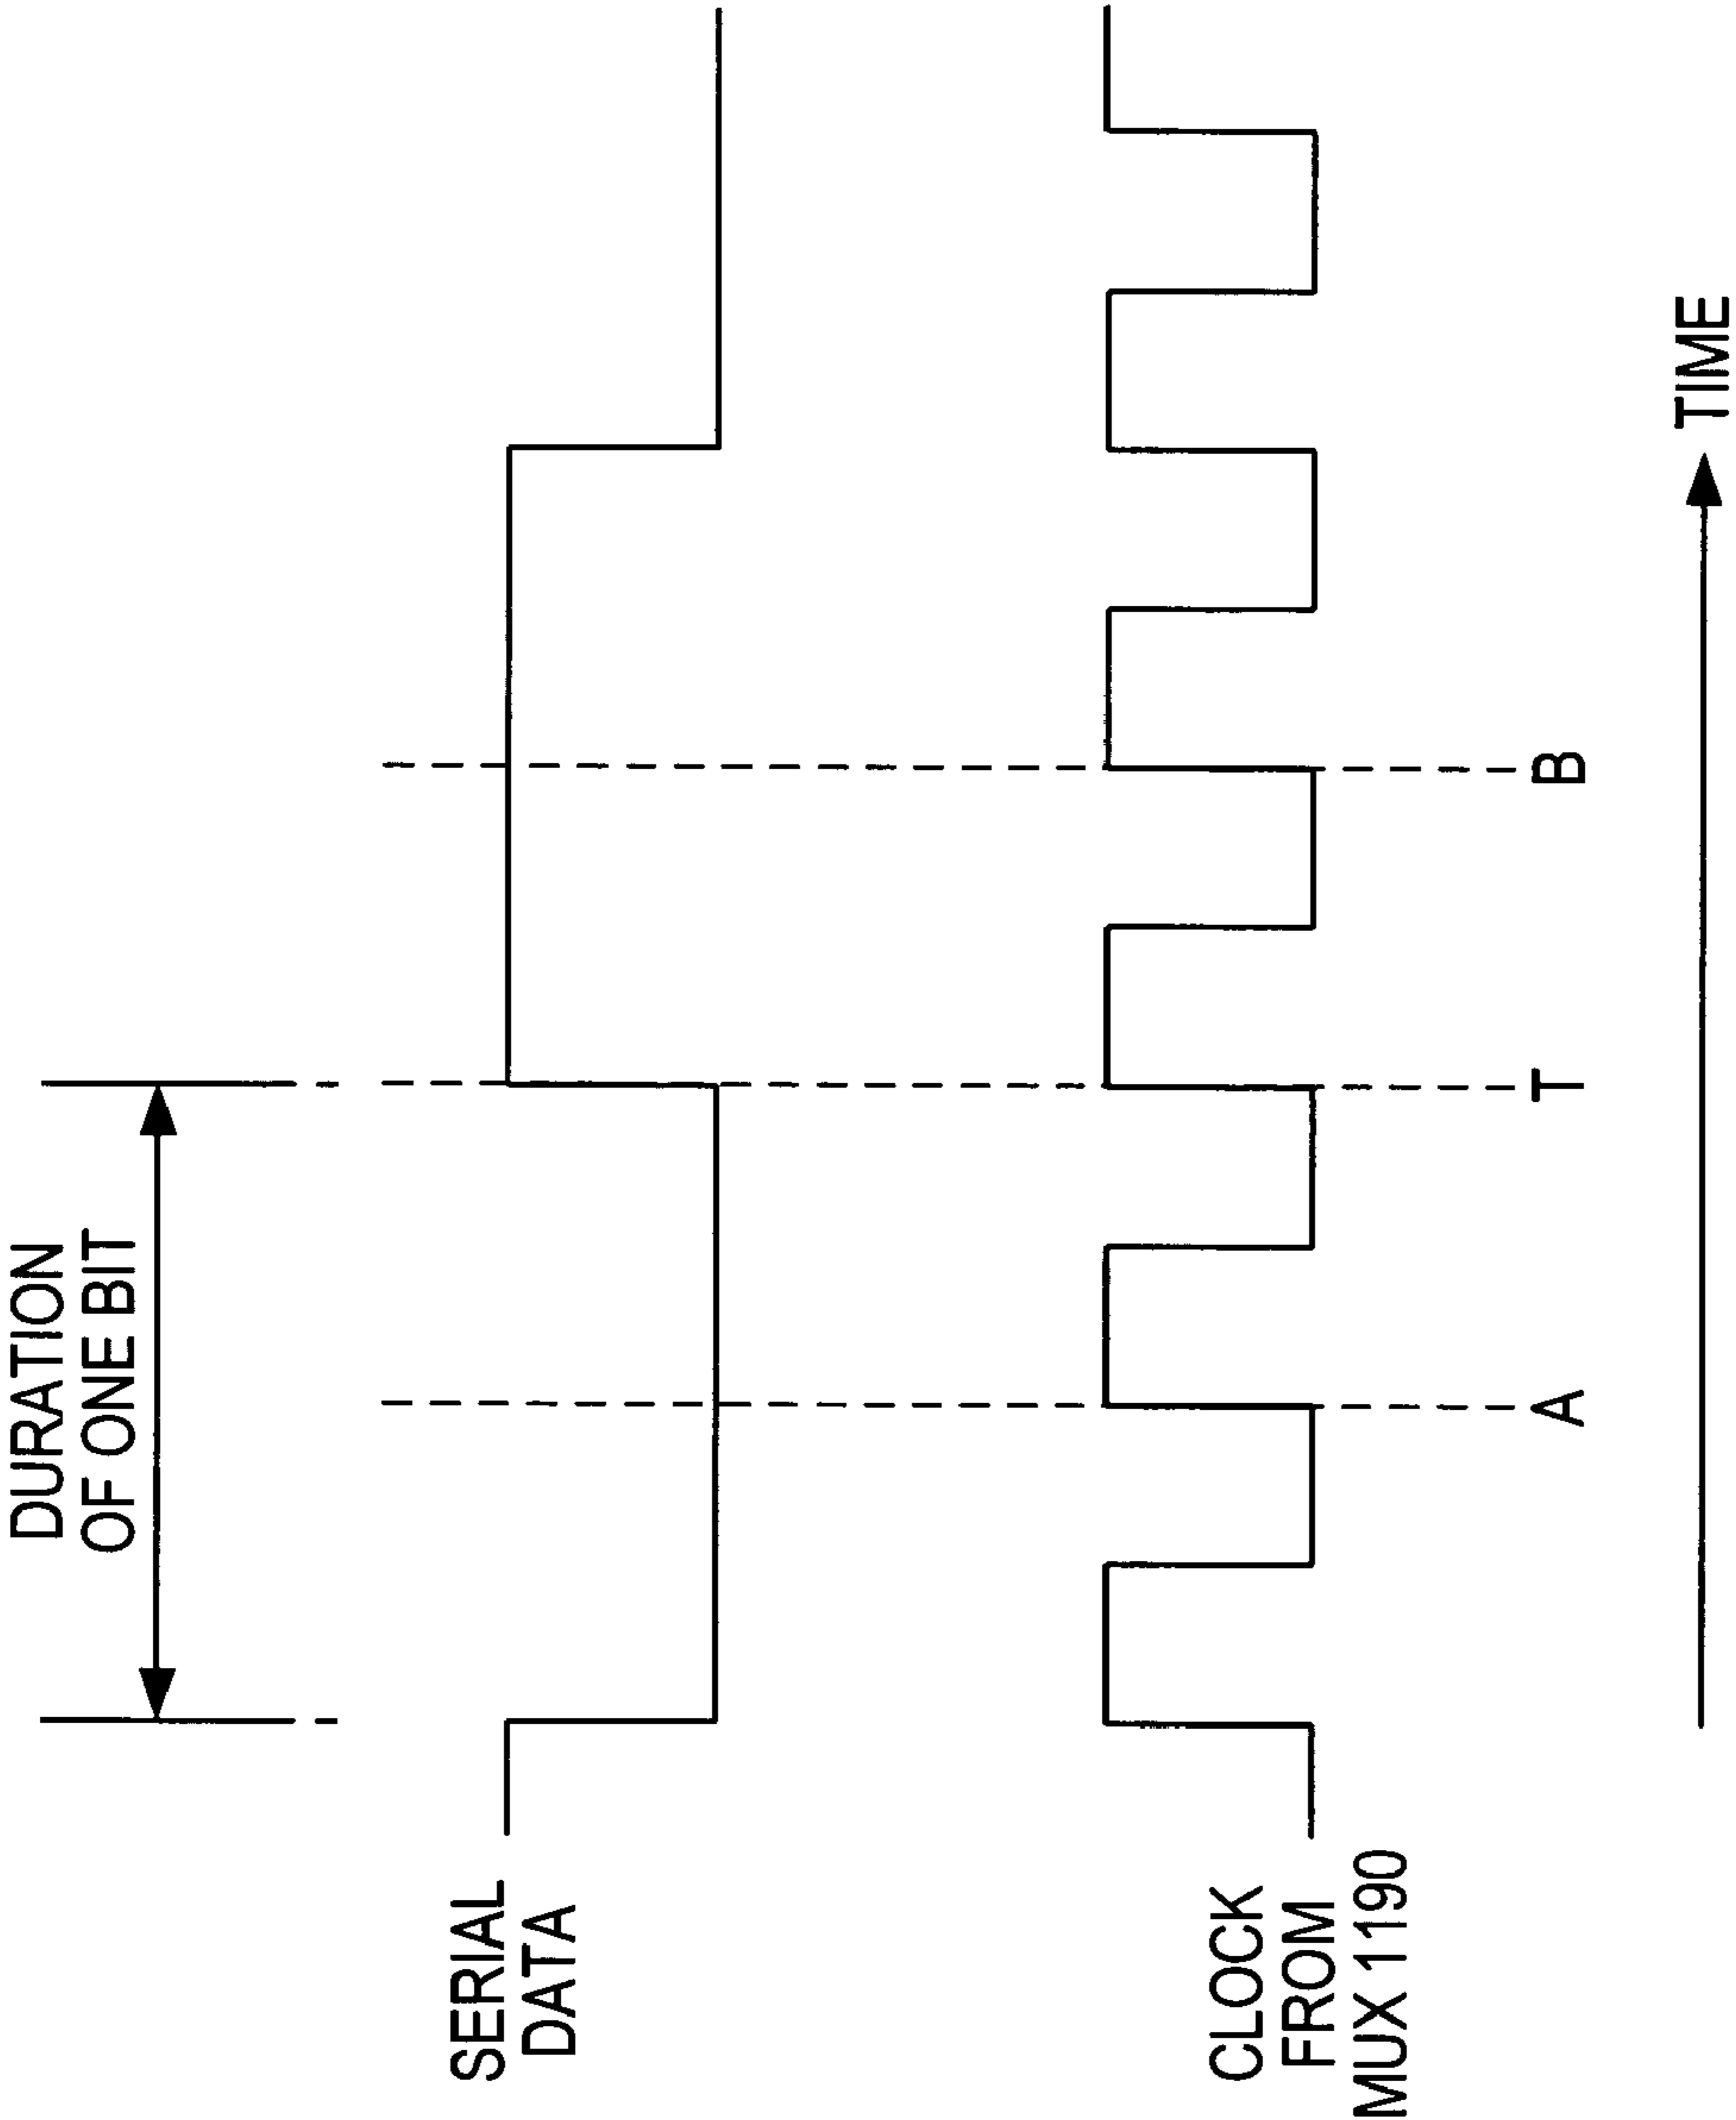 DURATION
OF ONE BIT
SERIAL
DATA
CLOCK
FROM
MUX 1190
A
T
B
TIME